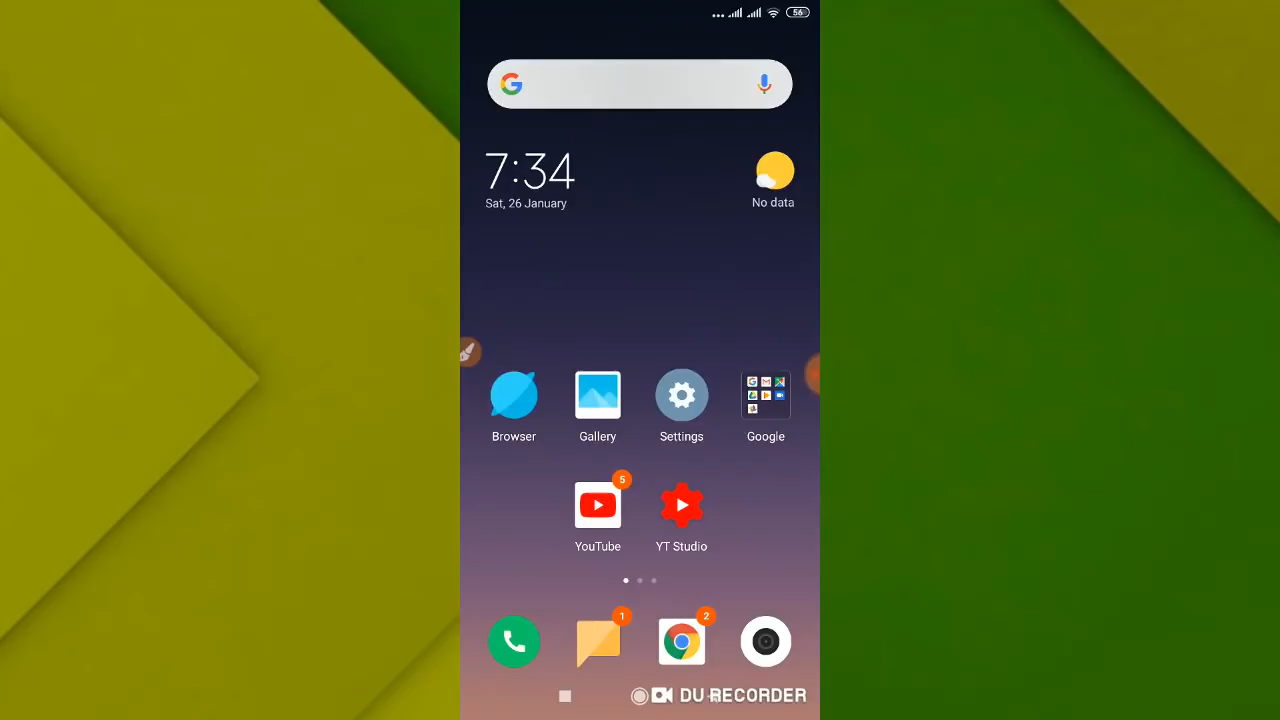 56
7:34
Sat, 26 January
No data
Browser
Gallery
Settings
Google
5
YouTube
YT Studio
1
2
DU RECORDER